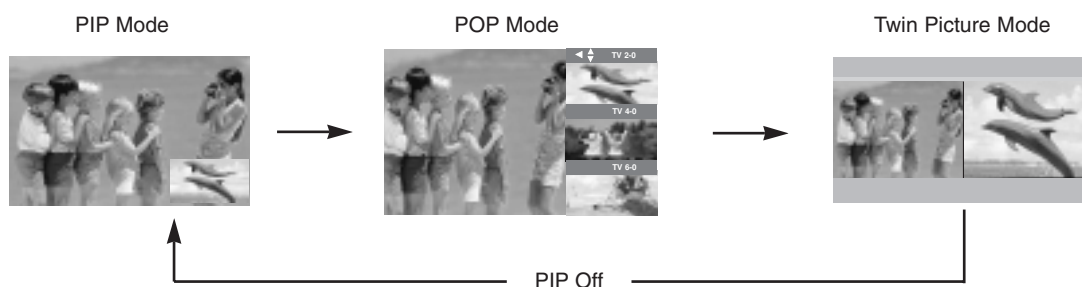 PIP Mode
POP Mode
Twin Picture Mode
TV 2-0
TV 4-0
TV 6-0
PIP Off